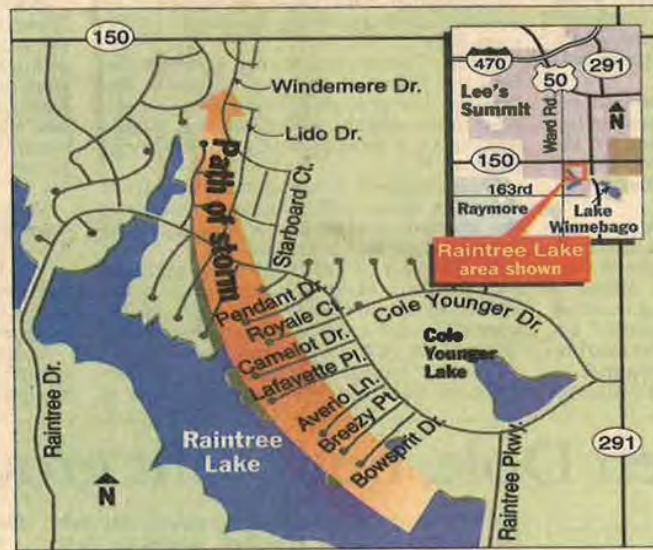 150
Windemere Dr.
Lido Dr.
Starboard Ct.
Path of storm
Pendant Dr.
Royale Ct.
Camelot Dr.
Lafayette Pl.
Averio Ln.
Breezy Pt.
Bowsprit Dr.
Cole Younger Dr.
Cole
Younger
Lake
Raintree Dr.
Raintree
Lake
N
Raintree Pkwy.
291
470
50
291
Lee's
Summit
Ward Rd.
N
150
163rd
Raymore
Lake
Winnebago
Raintree Lake
area shown